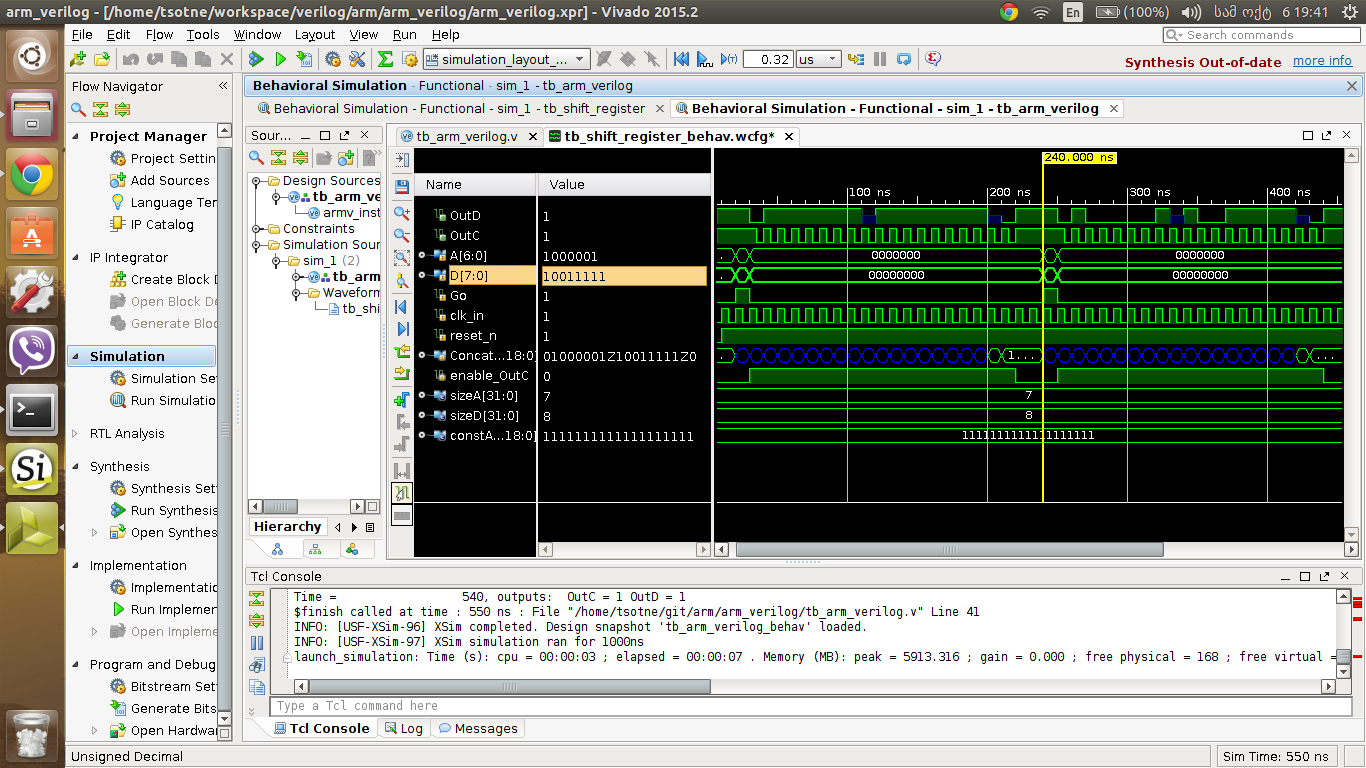 arm_verilog - [/home/tsotne/workspace/verilog/arm/arm_verilog/arm_verilog.xpr] - Vivado 2015.2
En (100%) სამ ოქტ 6 19:41
File Edit Flow Tools Window Layout View Run Help
Search commands
simulation_layout_... 0.32 us
Synthesis Out-of-date more info
Flow Navigator
Project Manager
Project Settin
Add Sources
Language Ter
IP Catalog
IP Integrator
Create Block D
Open Block De
Generate Bloc
Simulation
Simulation Se
Run Simulatio
RTL Analysis
Synthesis
Synthesis Set
Run Synthesis
Open Synthes
Implementation
Implementatio
Run Implemer
Open Impleme
Program and Debug
Bitstream Set
Generate Bits
Open Hardwa
Behavioral Simulation - Functional - sim_1 - tb_arm_verilog
Behavioral Simulation - Functional - sim_1 - tb_shift_register
Behavioral Simulation - Functional - sim_1 - tb_arm_verilog
Sour...
Design Sources
tb_arm_ve
armv_inst
Constraints
Simulation Sour
sim_1 (2)
tb_arm
Waveform
tb_shi
Hierarchy
tb_arm_verilog.v
tb_shift_register_behav.wcfg*
Name Value
OutD 1
OutC 1
A[6:0] 1000001
D[7:0] 10011111
Go 1
clk_in 1
reset_n 1
Concat...18:0] 01000001Z10011111Z0
enable_OutC 0
sizeA[31:0] 7
sizeD[31:0] 8
constA...18:0] 1111111111111111111
240.000 ns
100 ns 200 ns 300 ns 400 ns
0000000 0000000
00000000 00000000
1...
...
7
8
1111111111111111111
Tcl Console
Time = 540, outputs: OutC = 1 OutD = 1
$finish called at time : 550 ns : File "/home/tsotne/git/arm/arm_verilog/tb_arm_verilog.v" Line 41
INFO: [USF-XSim-96] XSim completed. Design snapshot 'tb_arm_verilog_behav' loaded.
INFO: [USF-XSim-97] XSim simulation ran for 1000ns
launch_simulation: Time (s): cpu = 00:00:03 ; elapsed = 00:00:07 . Memory (MB): peak = 5913.316 ; gain = 0.000 ; free physical = 168 ; free virtual =
Type a Tcl command here
Tcl Console Log Messages
Unsigned Decimal
Sim Time: 550 ns